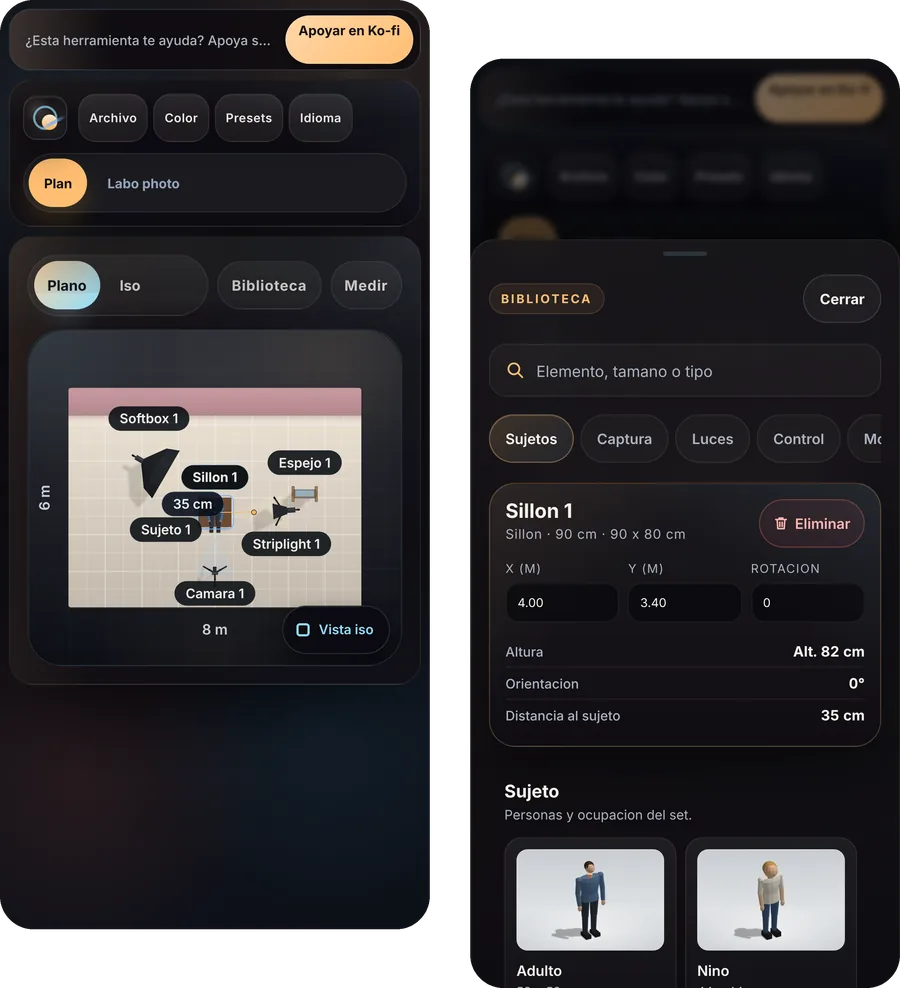 ¿Esta herramienta te ayuda? Apoya s...
Apoyar en Ko-fi
Archivo
Color
Presets
Idioma
Plan
Labo photo
Plano
Iso
Biblioteca
Medir
Softbox 1
Espejo 1
Sillon 1
35 cm
Sujeto 1
Striplight 1
Camara 1
6 m
8 m
Vista iso
BIBLIOTECA
Cerrar
Elemento, tamano o tipo
Sujetos
Captura
Luces
Control
Sillon 1
Sillon · 90 cm · 90 x 80 cm
Eliminar
X (M)
Y (M)
ROTACION
4.00
3.40
0
Altura
Alt. 82 cm
Orientacion
0°
Distancia al sujeto
35 cm
Sujeto
Personas y ocupacion del set.
Adulto
Nino